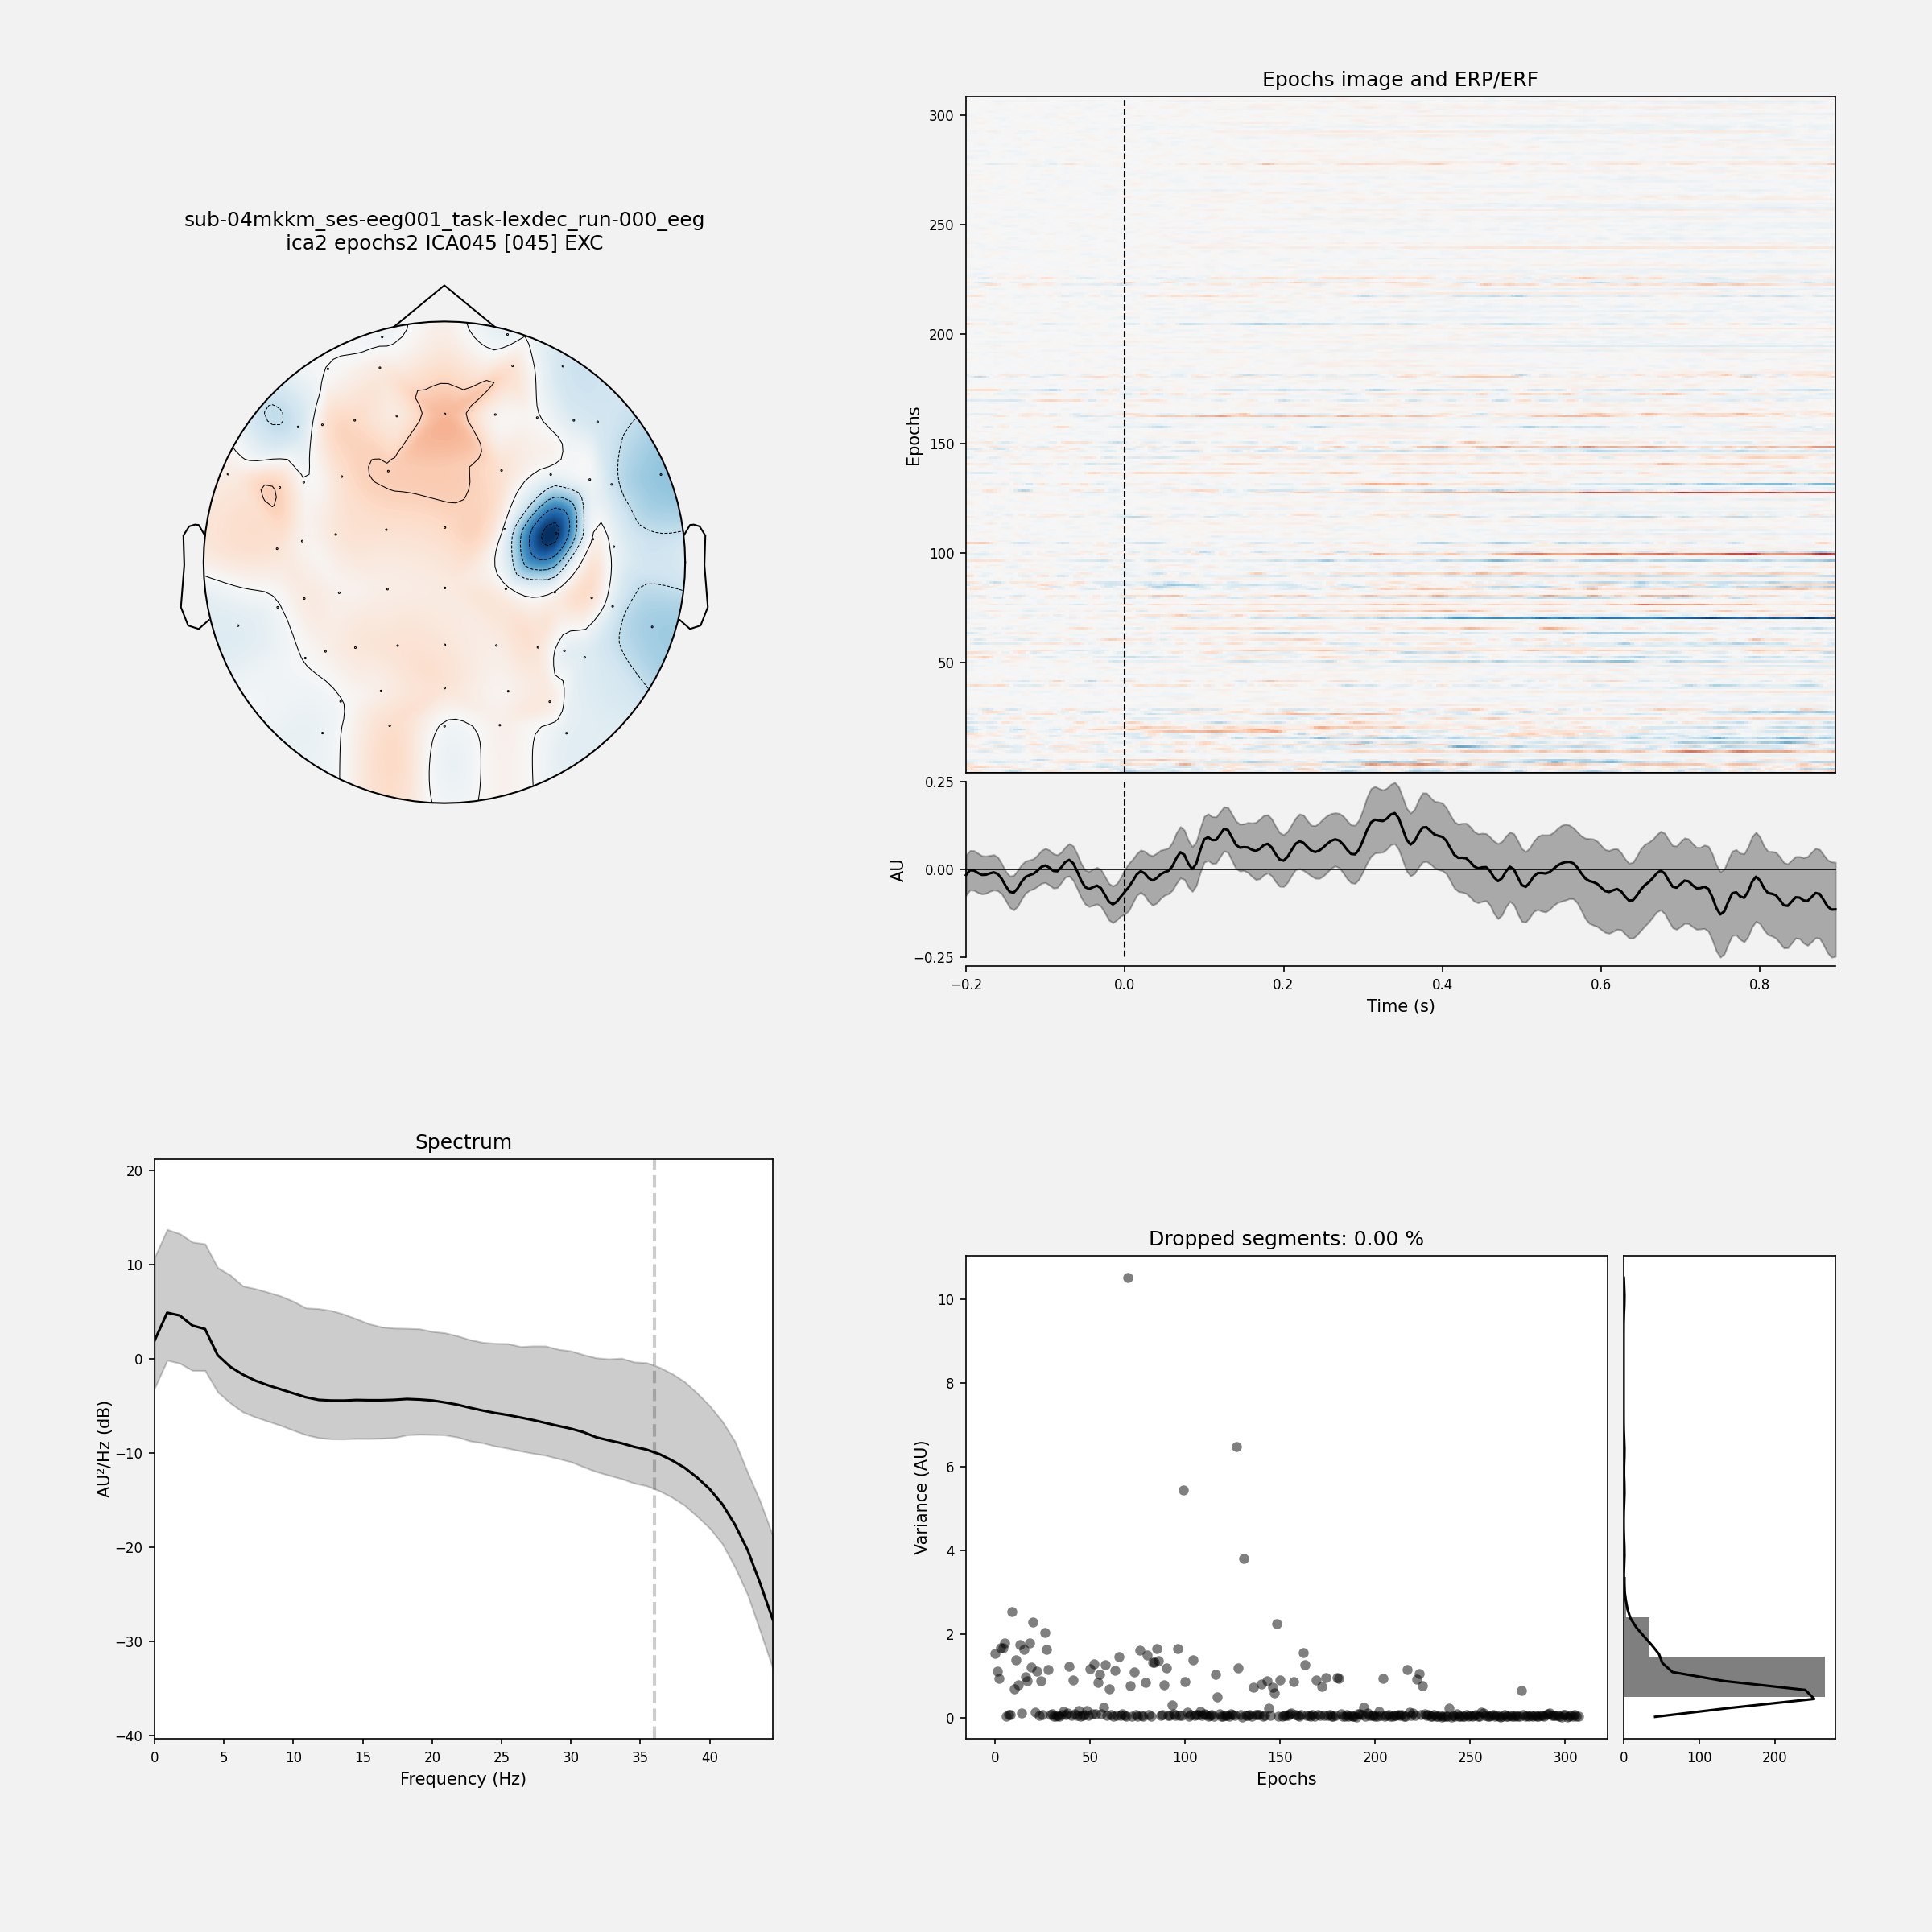 sub-04mkkm_ses-eeg001_task-lexdec_run-000_eeg
ica2 epochs2 ICA045 [045] EXC
Epochs image and ERP/ERF
300
250
200
150
100
50
Epochs
0.25
0.00
−0.25
AU
−0.2 0.0 0.2 0.4 0.6 0.8
Time (s)
Spectrum
20
10
0
−10
−20
−30
−40
AU²/Hz (dB)
0 5 10 15 20 25 30 35 40
Frequency (Hz)
Dropped segments: 0.00 %
10
8
6
4
2
0
Variance (AU)
0 50 100 150 200 250 300
Epochs
0 100 200